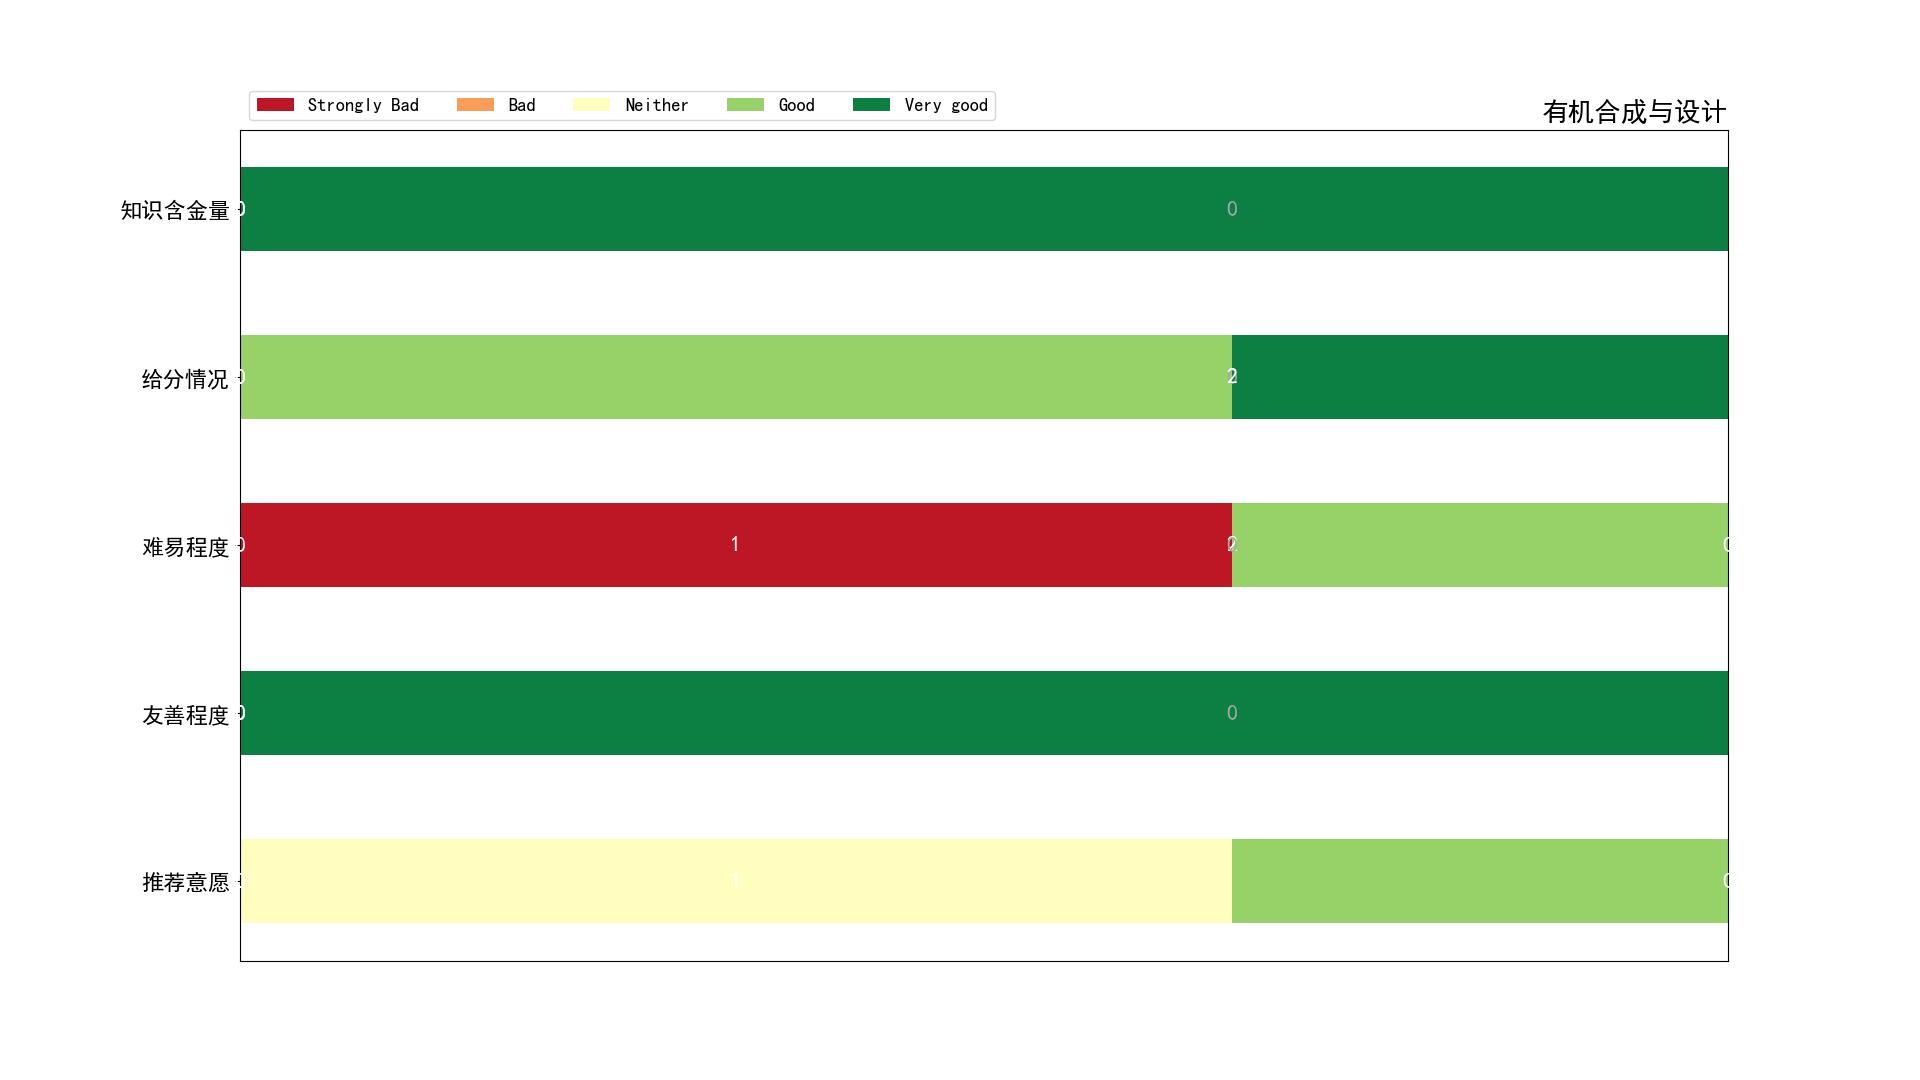 Strongly Bad Bad Neither Good Very good
有机合成与设计
知识含金量 0 0
给分情况 0 2
难易程度 0 1 0
友善程度 0 0
推荐意愿 1 0